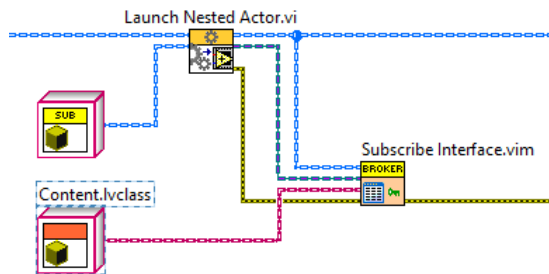 Launch Nested Actor.vi
SUB
Subscribe Interface.vim
BROKER
Content.lvclass